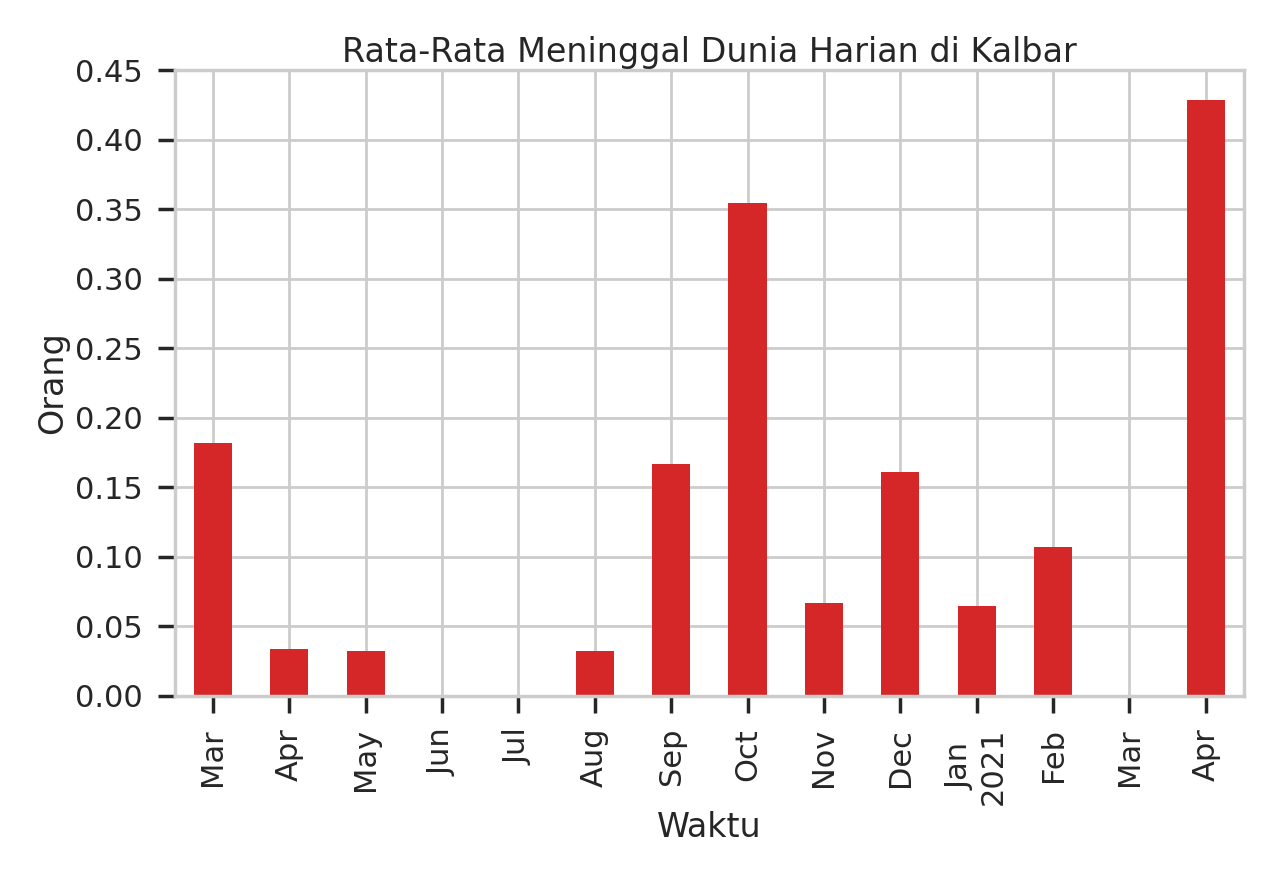 Rata-Rata Meninggal Dunia Harian di Kalbar
0.45
0.40
0.35
0.30
0.25
0.20
0.15
0.10
0.05
0.00
Orang
Mar
Apr
May
Jun
Jul
Aug
Sep
Oct
Nov
Dec
Jan
2021
Feb
Mar
Apr
Waktu